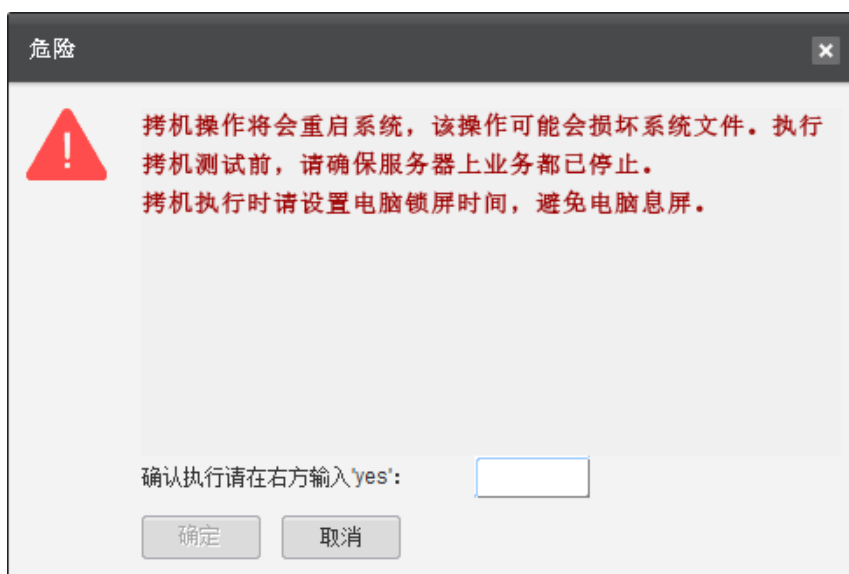 危险
拷机操作将会重启系统，该操作可能会损坏系统文件。执行
拷机测试前，请确保服务器上业务都已停止。
拷机执行时请设置电脑锁屏时间，避免电脑息屏。
确认执行请在右方输入'yes':
确定 取消